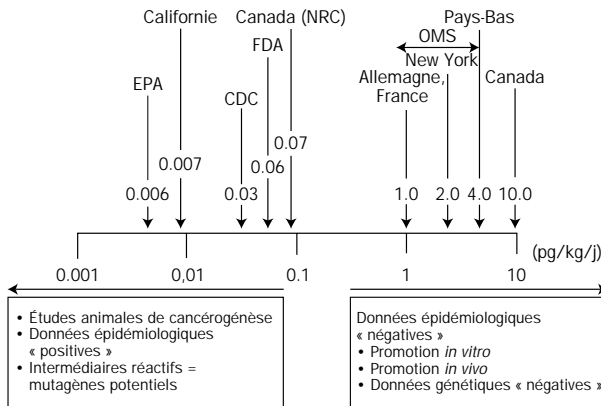 Californie
Canada (NRC)
Pays-Bas
OMS
FDA
New York
Allemagne,
France
Canada
EPA
CDC
0.07
0.007
0.06
0.006
0.03
1.0
2.0
4.0
10.0
(pg/kg/j)
0.001
0,01
0.1
1
10
• Études animales de cancérogénèse
• Données épidémiologiques
« positives »
• Intermédiaires réactifs =
mutagènes potentiels
Données épidémiologiques
« négatives »
• Promotion in vitro
• Promotion in vivo
• Données génétiques « négatives »